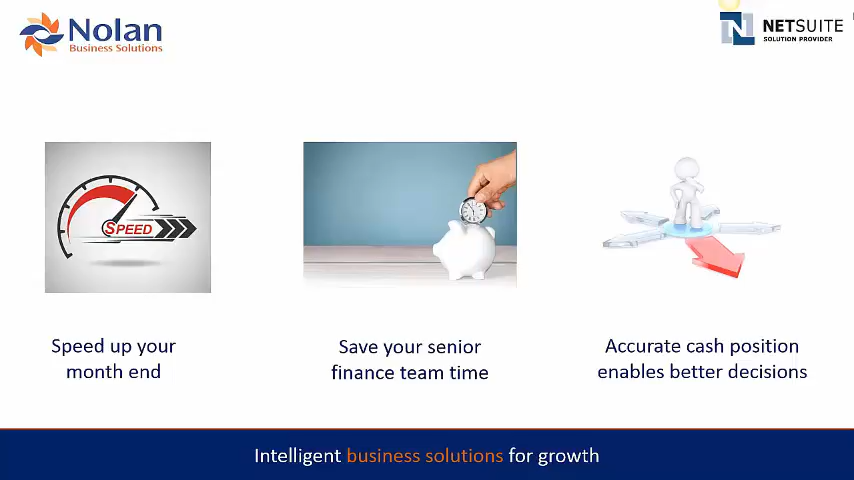 Nolan
Business Solutions
NETSUITE
SOLUTION PROVIDER
SPEED
Speed up your
month end
Save your senior
finance team time
Accurate cash position
enables better decisions
Intelligent business solutions for growth